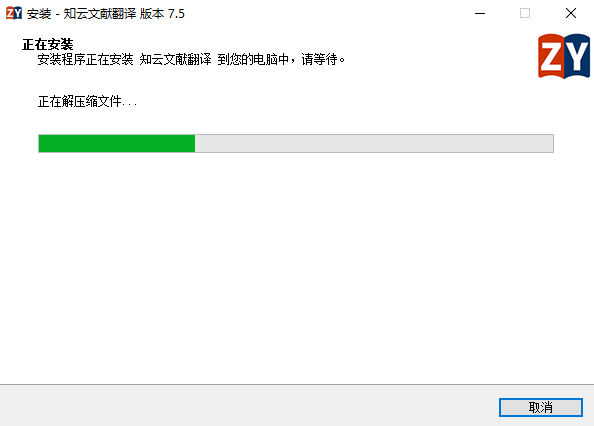 ZY 安装 - 知云文献翻译 版本 7.5
正在安装
安装程序正在安装 知云文献翻译 到您的电脑中，请等待。
ZY
正在解压缩文件...
取消